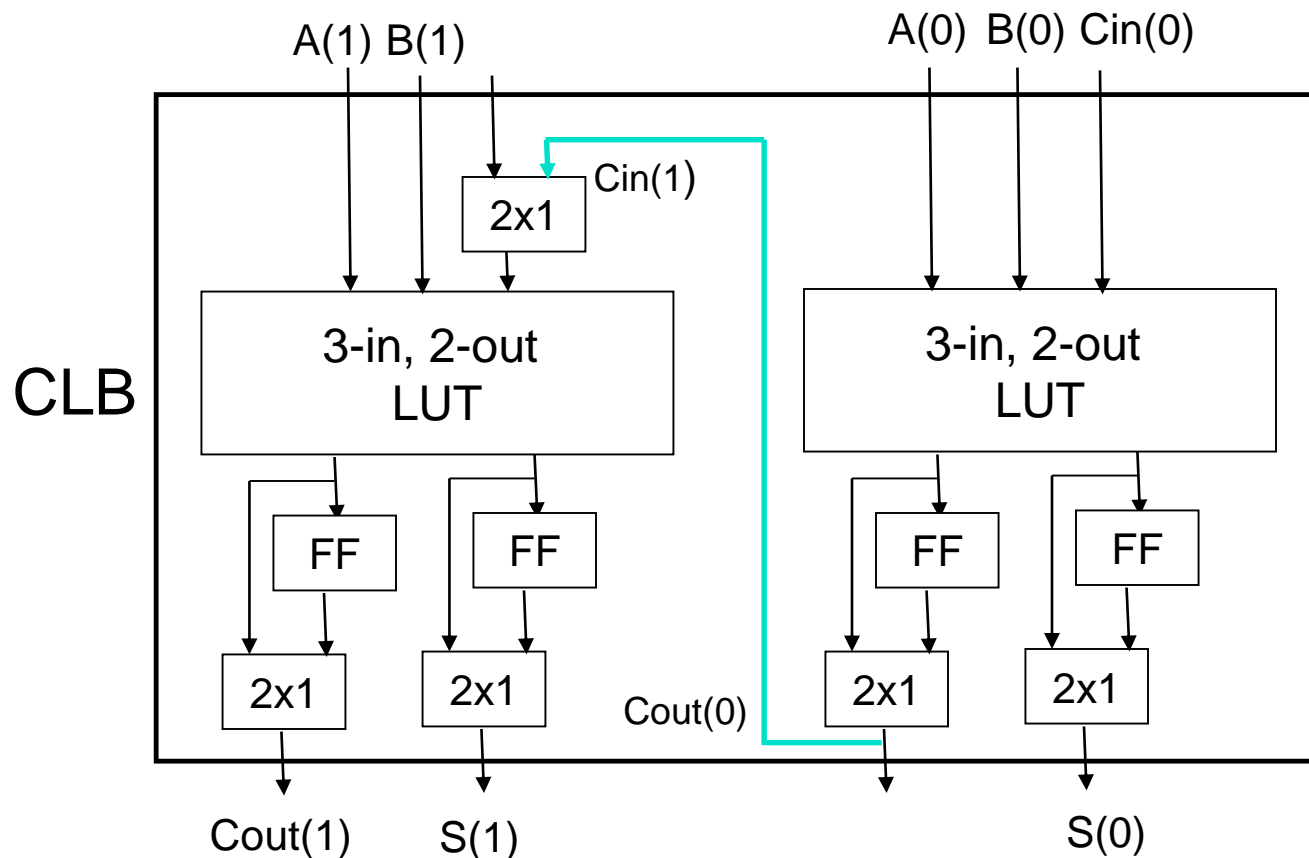 A(1) B(1)
A(0) B(0) Cin(0)
Cin(1)
2x1
3-in, 2-out
LUT
3-in, 2-out
LUT
CLB
FF
FF
FF
FF
2x1
2x1
2x1
2x1
Cout(0)
Cout(1)
S(1)
S(0)